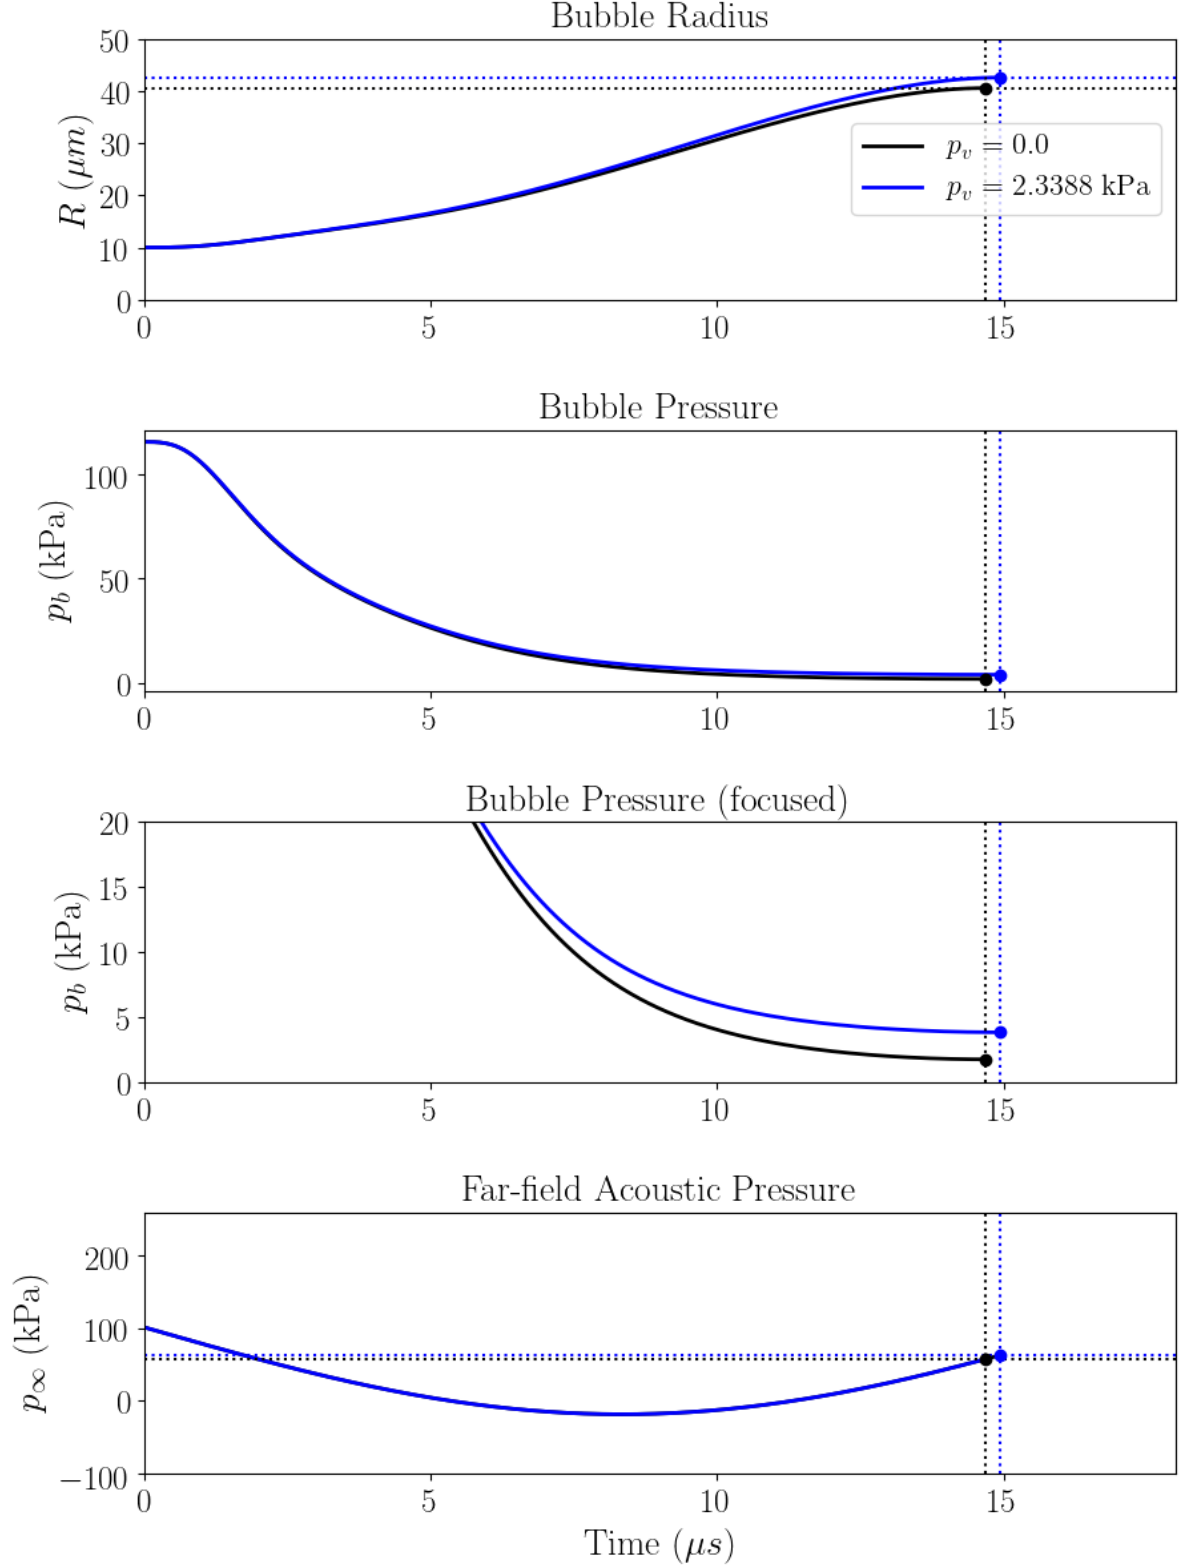 Bubble Radius
50
40
30
20
10
0
R (μm)
p_v = 0.0
p_v = 2.3388 kPa
0 5 10 15
Bubble Pressure
100
50
0
p_b (kPa)
0 5 10 15
Bubble Pressure (focused)
20
15
10
5
0
p_b (kPa)
0 5 10 15
Far-field Acoustic Pressure
200
100
0
−100
p_∞ (kPa)
0 5 10 15
Time (μs)